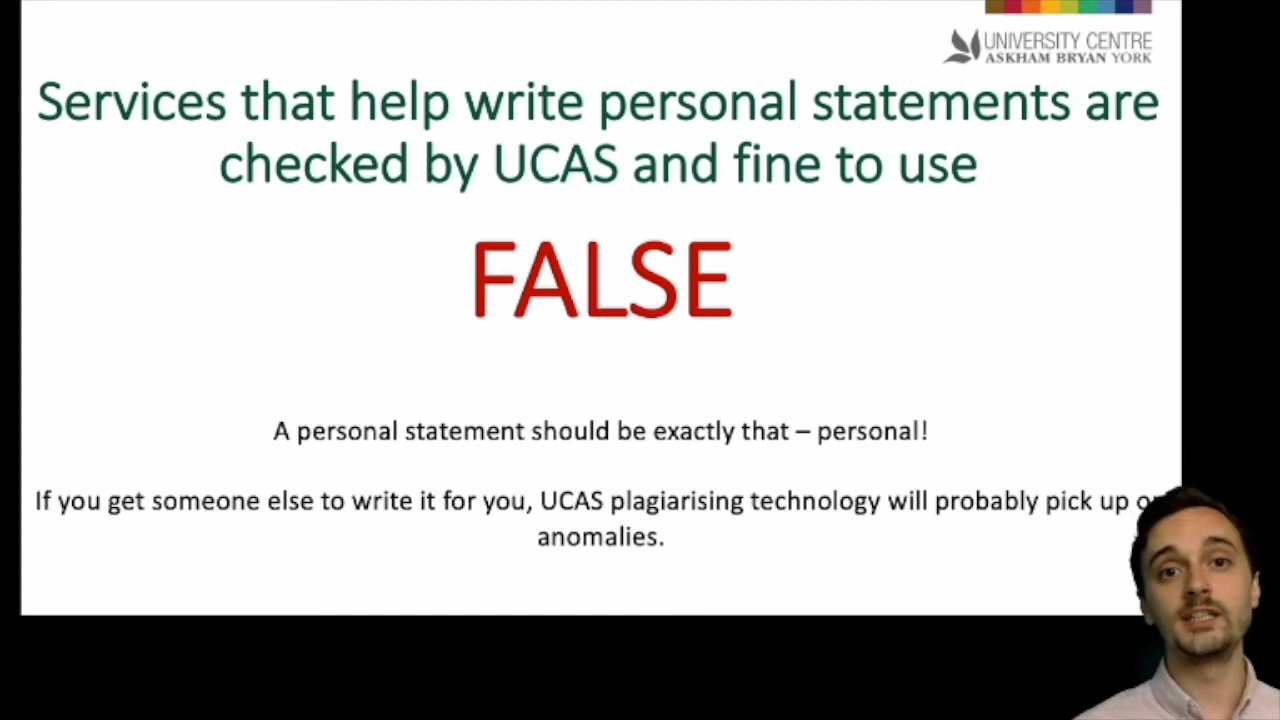 UNIVERSITY CENTRE
ASKHAM BRYAN YORK
Services that help write personal statements are
checked by UCAS and fine to use
FALSE
A personal statement should be exactly that – personal!
If you get someone else to write it for you, UCAS plagiarising technology will probably pick up
anomalies.